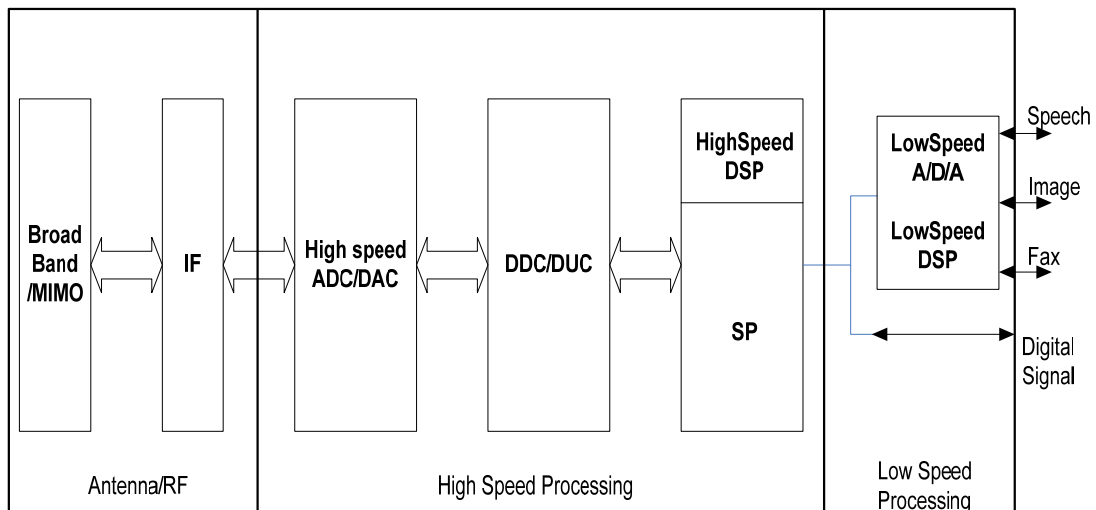 Broad
Band
/MIMO
IF
High speed
ADC/DAC
DDC/DUC
HighSpeed
DSP
SP
LowSpeed
A/D/A
LowSpeed
DSP
Speech
Image
Fax
Digital
Signal
Antenna/RF
High Speed Processing
Low Speed
Processing